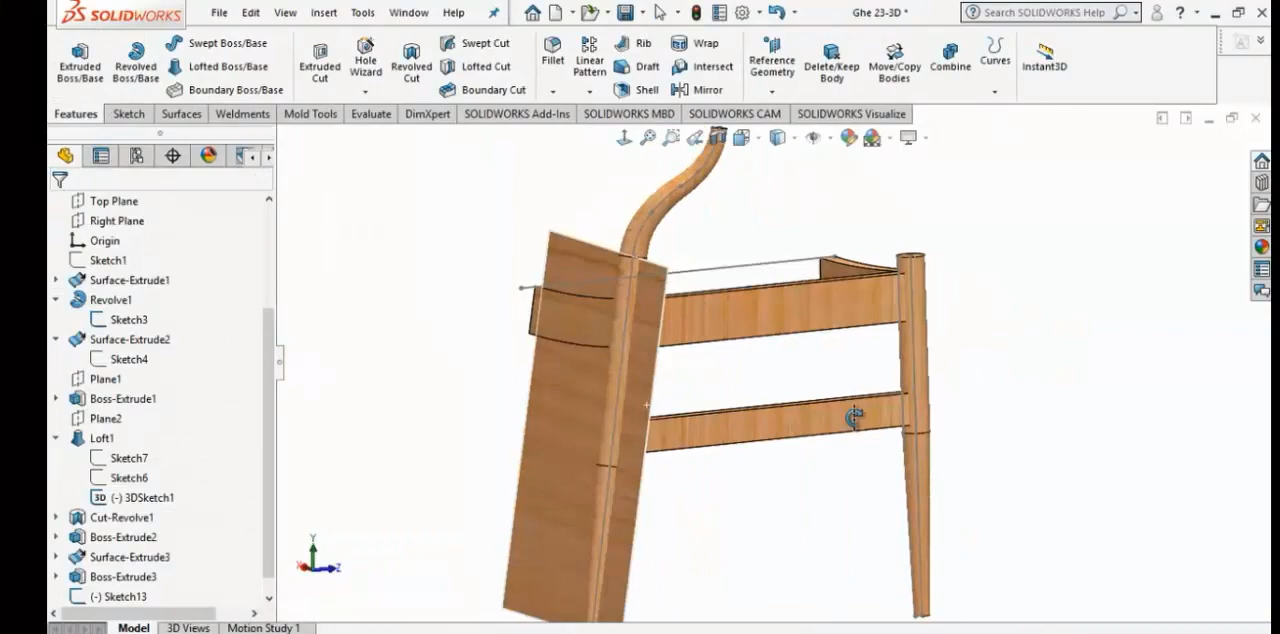 SOLIDWORKS File Edit View Insert Tools Window Help Ghe 23-3D * Search SOLIDWORKS Help
Extruded Boss/Base
Revolved Boss/Base
Swept Boss/Base
Lofted Boss/Base
Boundary Boss/Base
Extruded Cut
Hole Wizard
Revolved Cut
Swept Cut
Lofted Cut
Boundary Cut
Fillet
Linear Pattern
Rib
Draft
Shell
Wrap
Intersect
Mirror
Reference Geometry
Delete/Keep Body
Move/Copy Bodies
Combine
Curves
Instant3D
Features Sketch Surfaces Weldments Mold Tools Evaluate DimXpert SOLIDWORKS Add-Ins SOLIDWORKS MBD SOLIDWORKS CAM SOLIDWORKS Visualize
Top Plane
Right Plane
Origin
Sketch1
Surface-Extrude1
Revolve1
Sketch3
Surface-Extrude2
Sketch4
Plane1
Boss-Extrude1
Plane2
Loft1
Sketch7
Sketch6
3D (-) 3DSketch1
Cut-Revolve1
Boss-Extrude2
Surface-Extrude3
Boss-Extrude3
(-) Sketch13
Y
X
Z
Model 3D Views Motion Study 1